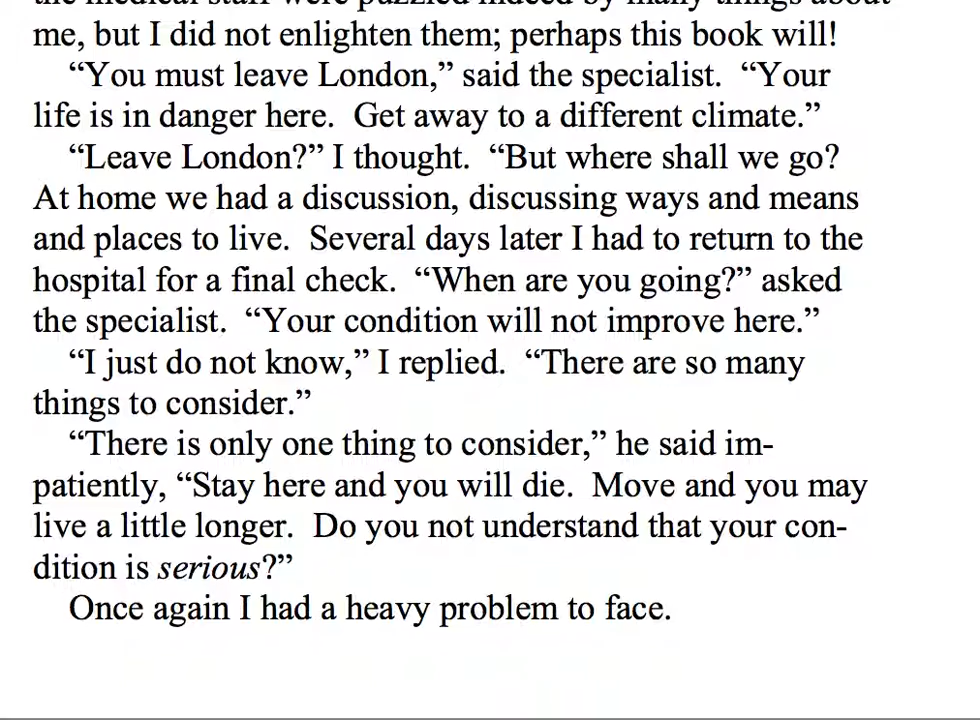 the medical staff were puzzled indeed by many things about
me, but I did not enlighten them; perhaps this book will!
“You must leave London,” said the specialist. “Your
life is in danger here. Get away to a different climate.”
“Leave London?” I thought. “But where shall we go?
At home we had a discussion, discussing ways and means
and places to live. Several days later I had to return to the
hospital for a final check. “When are you going?” asked
the specialist. “Your condition will not improve here.”
“I just do not know,” I replied. “There are so many
things to consider.”
“There is only one thing to consider,” he said im-
patiently, “Stay here and you will die. Move and you may
live a little longer. Do you not understand that your con-
dition is serious?”
Once again I had a heavy problem to face.